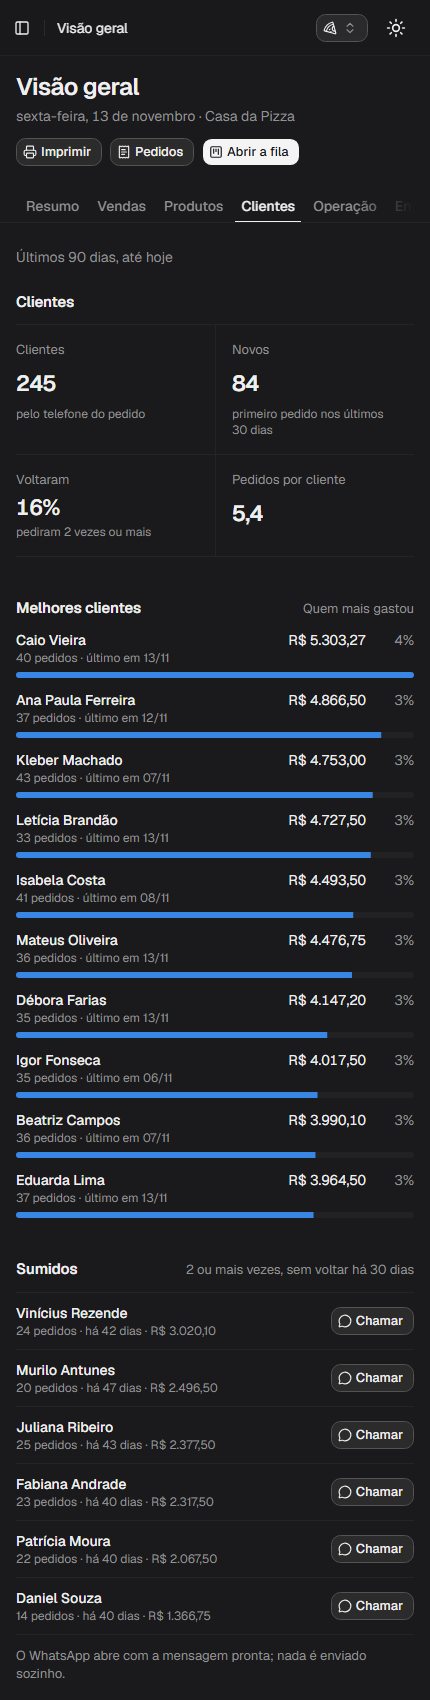 Visão geral
Visão geral
sexta-feira, 13 de novembro · Casa da Pizza
Imprimir
Pedidos
Abrir a fila
Resumo Vendas Produtos Clientes Operação En
Últimos 90 dias, até hoje
Clientes
Clientes
245
pelo telefone do pedido
Novos
84
primeiro pedido nos últimos
30 dias
Voltaram
16%
pediram 2 vezes ou mais
Pedidos por cliente
5,4
Melhores clientes Quem mais gastou
Caio Vieira R$ 5.303,27 4%
40 pedidos · último em 13/11
Ana Paula Ferreira R$ 4.866,50 3%
37 pedidos · último em 12/11
Kleber Machado R$ 4.753,00 3%
43 pedidos · último em 07/11
Letícia Brandão R$ 4.727,50 3%
33 pedidos · último em 13/11
Isabela Costa R$ 4.493,50 3%
41 pedidos · último em 08/11
Mateus Oliveira R$ 4.476,75 3%
36 pedidos · último em 13/11
Débora Farias R$ 4.147,20 3%
35 pedidos · último em 13/11
Igor Fonseca R$ 4.017,50 3%
35 pedidos · último em 06/11
Beatriz Campos R$ 3.990,10 3%
36 pedidos · último em 07/11
Eduarda Lima R$ 3.964,50 3%
37 pedidos · último em 13/11
Sumidos 2 ou mais vezes, sem voltar há 30 dias
Vinícius Rezende
24 pedidos · há 42 dias · R$ 3.020,10
Chamar
Murilo Antunes
20 pedidos · há 47 dias · R$ 2.496,50
Chamar
Juliana Ribeiro
25 pedidos · há 43 dias · R$ 2.377,50
Chamar
Fabiana Andrade
23 pedidos · há 40 dias · R$ 2.317,50
Chamar
Patrícia Moura
22 pedidos · há 40 dias · R$ 2.067,50
Chamar
Daniel Souza
14 pedidos · há 40 dias · R$ 1.366,75
Chamar
O WhatsApp abre com a mensagem pronta; nada é enviado
sozinho.